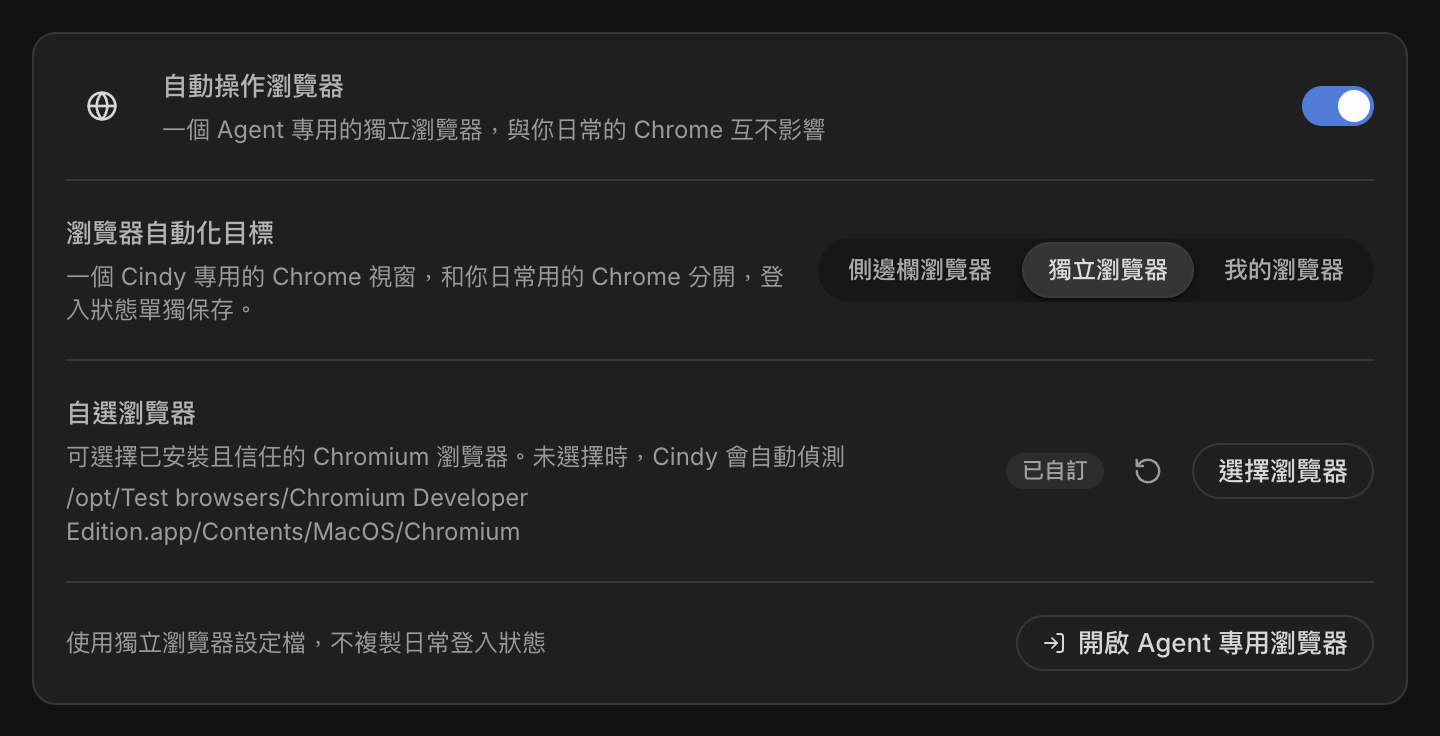 自動操作瀏覽器
一個 Agent 專用的獨立瀏覽器，與你日常的 Chrome 互不影響
瀏覽器自動化目標
一個 Cindy 專用的 Chrome 視窗，和你日常用的 Chrome 分開，登
入狀態單獨保存。
側邊欄瀏覽器
獨立瀏覽器
我的瀏覽器
自選瀏覽器
可選擇已安裝且信任的 Chromium 瀏覽器。未選擇時，Cindy 會自動偵測
/opt/Test browsers/Chromium Developer
Edition.app/Contents/MacOS/Chromium
已自訂
選擇瀏覽器
使用獨立瀏覽器設定檔，不複製日常登入狀態
開啟 Agent 專用瀏覽器